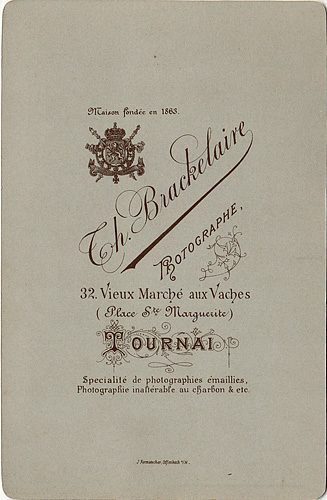 Maison fondée en 1863.
Th. Brackelaire
Photographe,
32. Vieux Marché aux Vaches
(Place Ste Marguerite)
Tournai
Specialité de photographies émaillies,
Photographie inaltérable au charbon & etc.